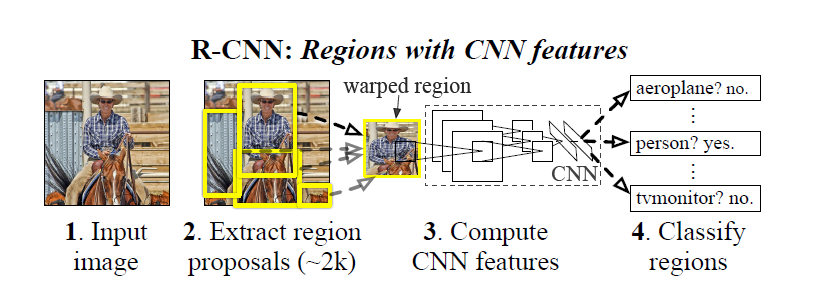 R-CNN: Regions with CNN features
warped region
aeroplane? no.
⋮
person? yes.
⋮
tvmonitor? no.
CNN
1. Input
image
2. Extract region
proposals (~2k)
3. Compute
CNN features
4. Classify
regions